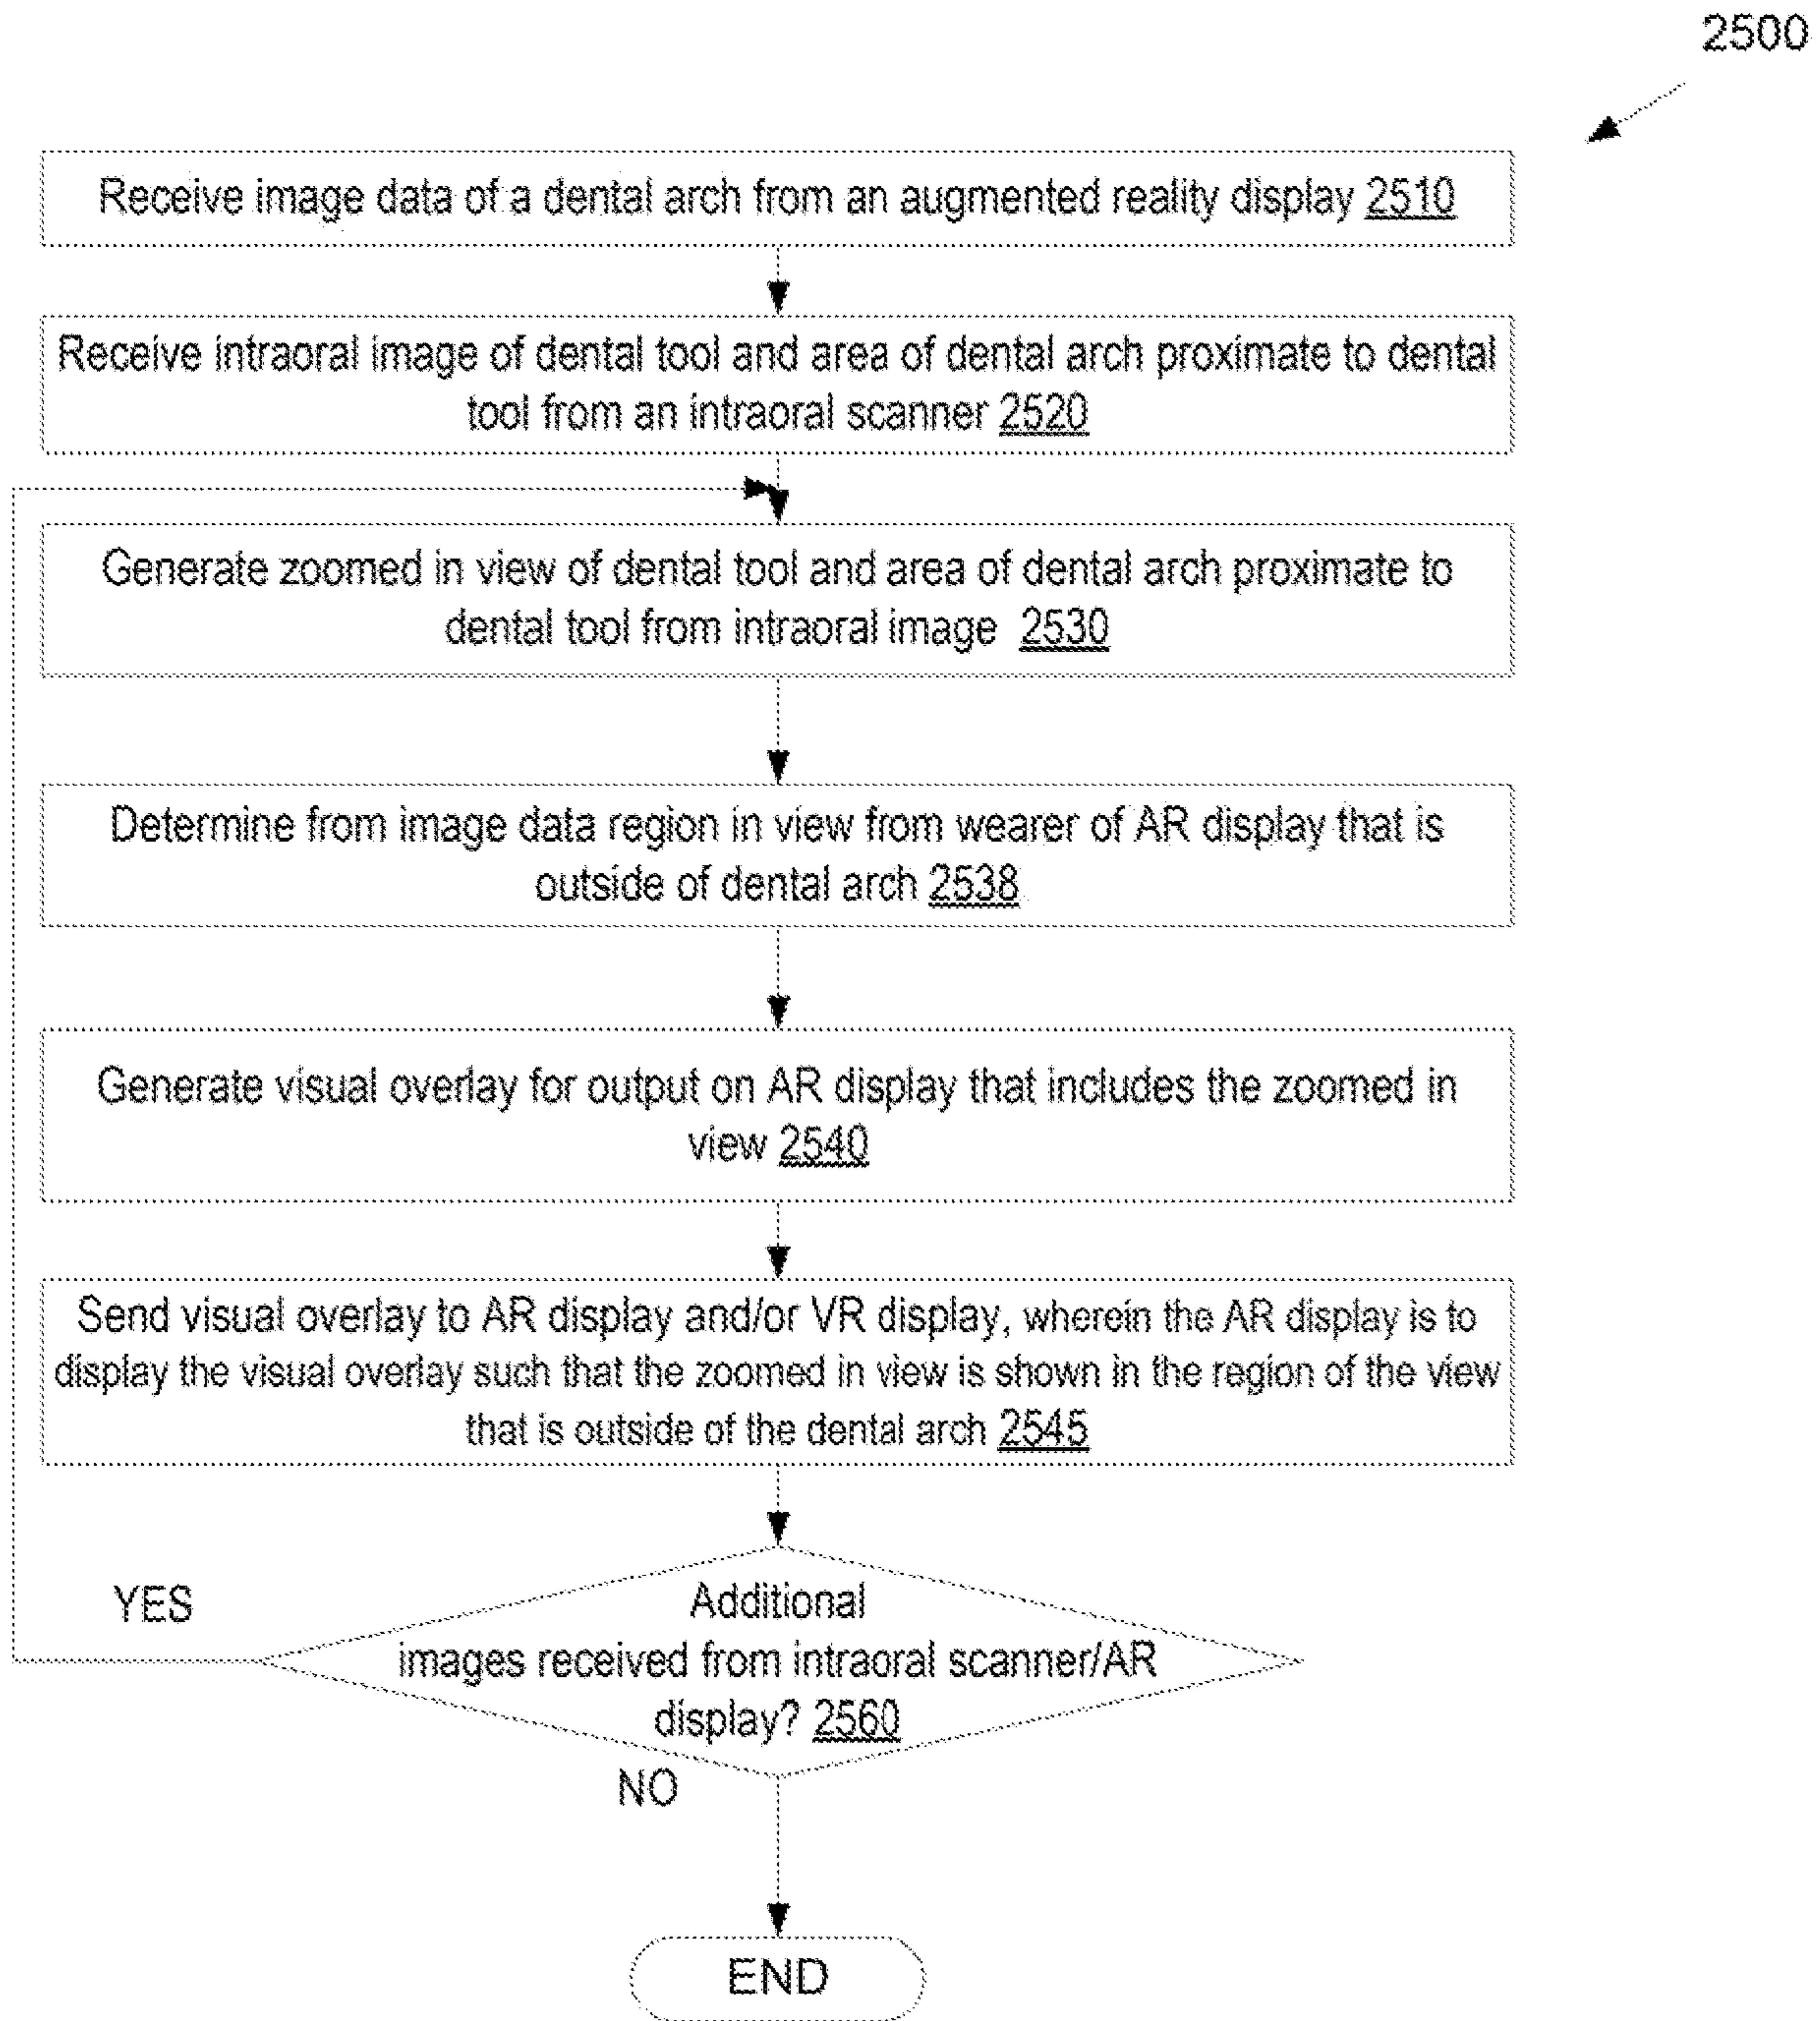 2500
Receive image data of a dental arch from an augmented reality display 2510
Receive intraoral image of dental tool and area of dental arch proximate to dental
tool from an intraoral scanner 2520
Generate zoomed in view of dental tool and area of dental arch proximate to
dental tool from intraoral image 2530
Determine from image data region in view from wearer of AR display that is
outside of dental arch 2538
Generate visual overlay for output on AR display that includes the zoomed in
view 2540
Send visual overlay to AR display and/or VR display, wherein the AR display is to
display the visual overlay such that the zoomed in view is shown in the region of the view
that is outside of the dental arch 2545
YES
Additional
images received from intraoral scanner/AR
display? 2560
NO
END